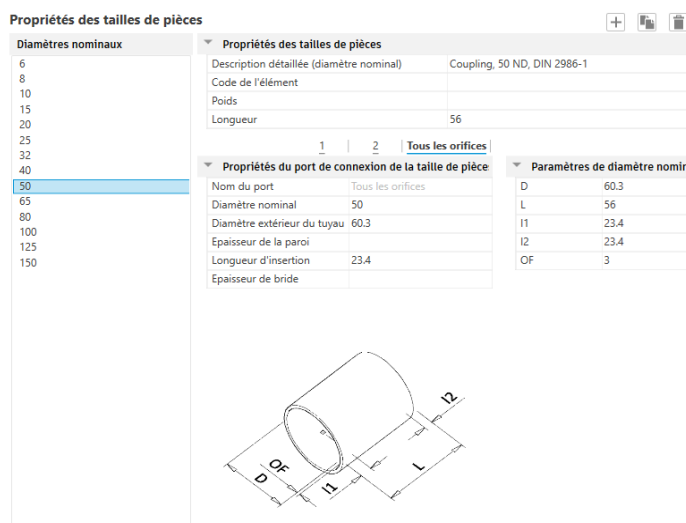 Propriétés des tailles de pièces
Diamètres nominaux
6
8
10
15
20
25
32
40
50
65
80
100
125
150
Propriétés des tailles de pièces
Description détaillée (diamètre nominal) Coupling, 50 ND, DIN 2986-1
Code de l'élément
Poids
Longueur 56
1 | 2 | Tous les orifices |
Propriétés du port de connexion de la taille de pièce
Nom du port Tous les orifices
Diamètre nominal 50
Diamètre extérieur du tuyau 60.3
Epaisseur de la paroi
Longueur d'insertion 23.4
Epaisseur de bride
Paramètres de diamètre nomin
D 60.3
L 56
l1 23.4
l2 23.4
OF 3
l2
L
OF
D
l1